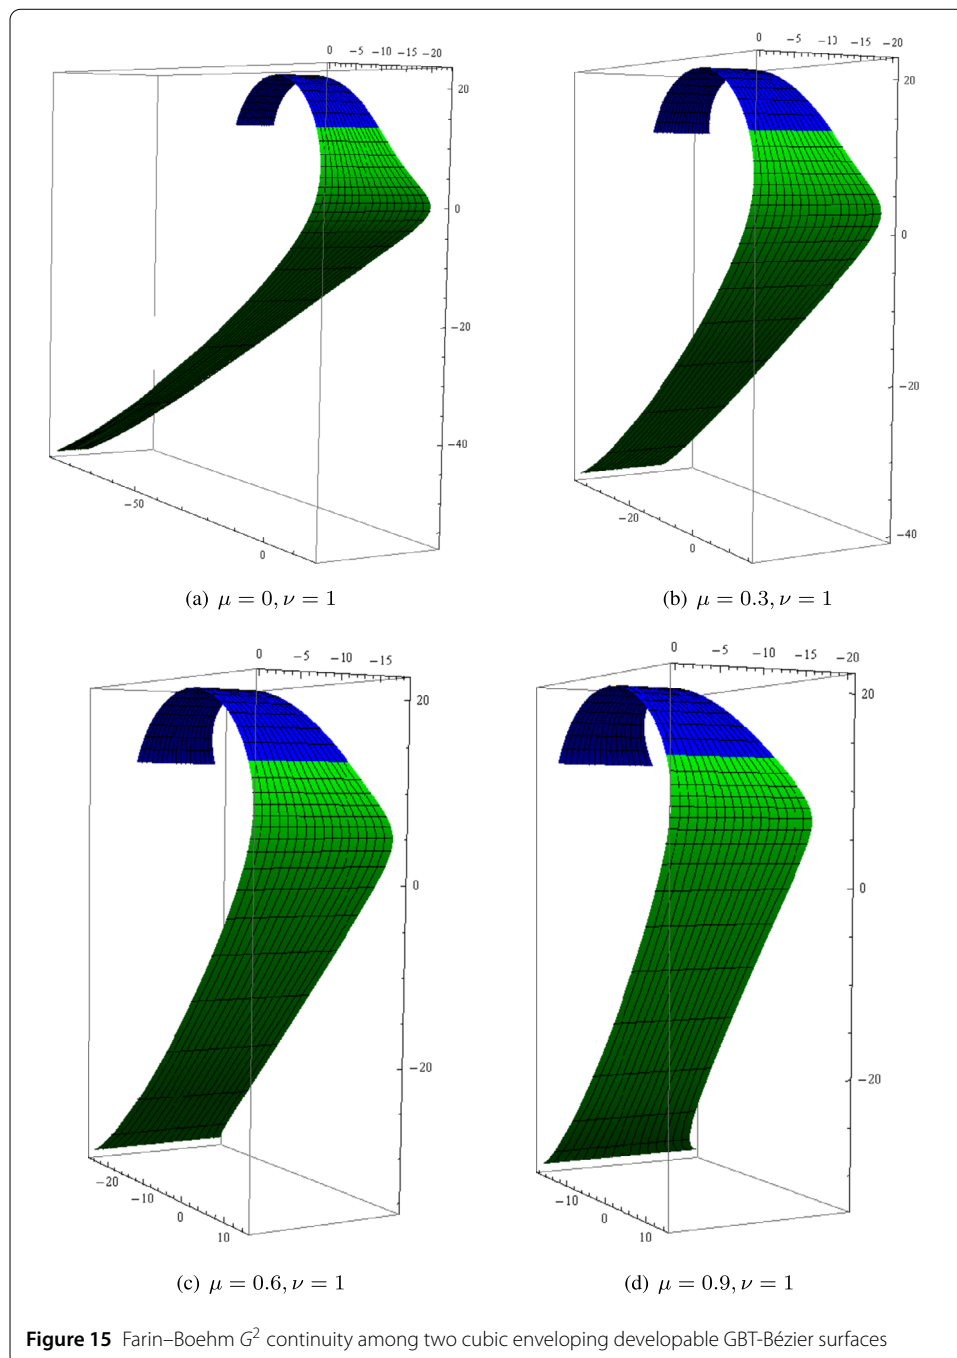 0 -5 -10 -15 -20
20
0
-20
-40
-50
0
(a) μ = 0, ν = 1
0 -5 -10 -15 -20
20
0
-20
-40
-20
0
(b) μ = 0.3, ν = 1
0 -5 -10 -15
20
0
-20
-20
-10
0
10
(c) μ = 0.6, ν = 1
0 -5 -10 -15 -20
20
0
-20
-10
0
10
(d) μ = 0.9, ν = 1
Figure 15 Farin–Boehm G² continuity among two cubic enveloping developable GBT-Bézier surfaces